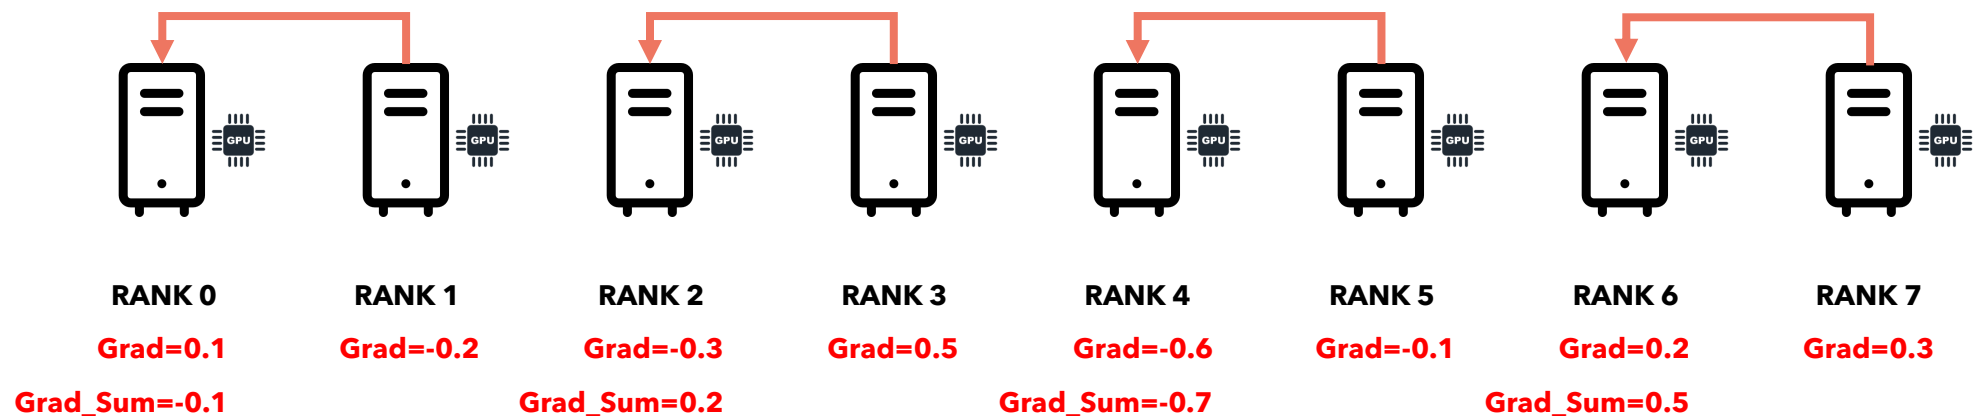 GPU GPU GPU GPU GPU GPU GPU GPU
RANK 0 RANK 1 RANK 2 RANK 3 RANK 4 RANK 5 RANK 6 RANK 7
Grad=0.1 Grad=-0.2 Grad=-0.3 Grad=0.5 Grad=-0.6 Grad=-0.1 Grad=0.2 Grad=0.3
Grad_Sum=-0.1 Grad_Sum=0.2 Grad_Sum=-0.7 Grad_Sum=0.5